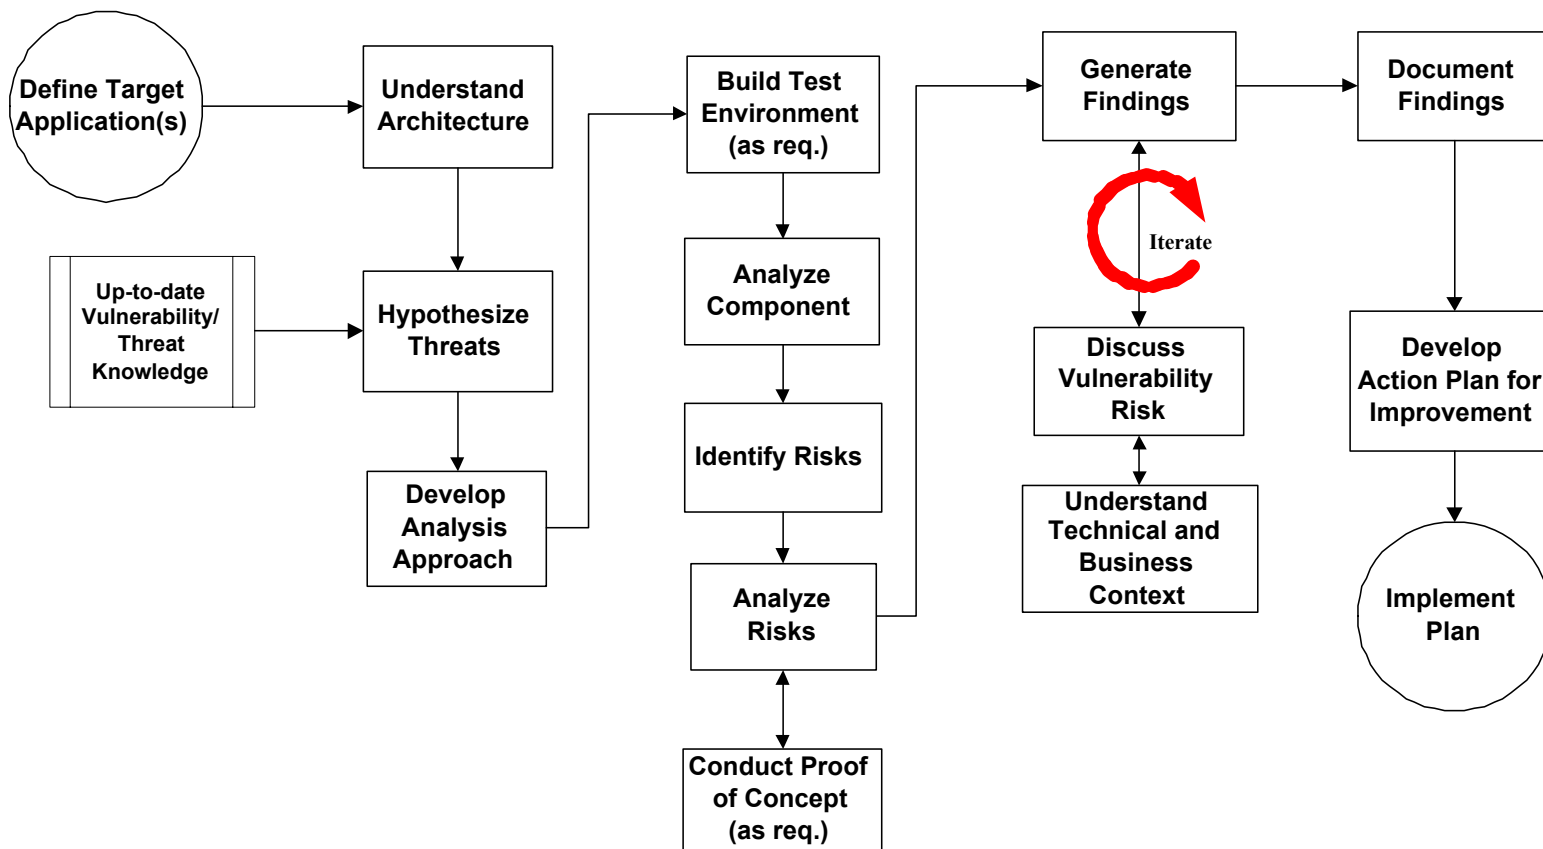 Define Target
Application(s)
Understand
Architecture
Up-to-date
Vulnerability/
Threat
Knowledge
Hypothesize
Threats
Develop
Analysis
Approach
Build Test
Environment
(as req.)
Analyze
Component
Identify Risks
Analyze
Risks
Conduct Proof
of Concept
(as req.)
Generate
Findings
Iterate
Discuss
Vulnerability
Risk
Understand
Technical and
Business
Context
Document
Findings
Develop
Action Plan for
Improvement
Implement
Plan